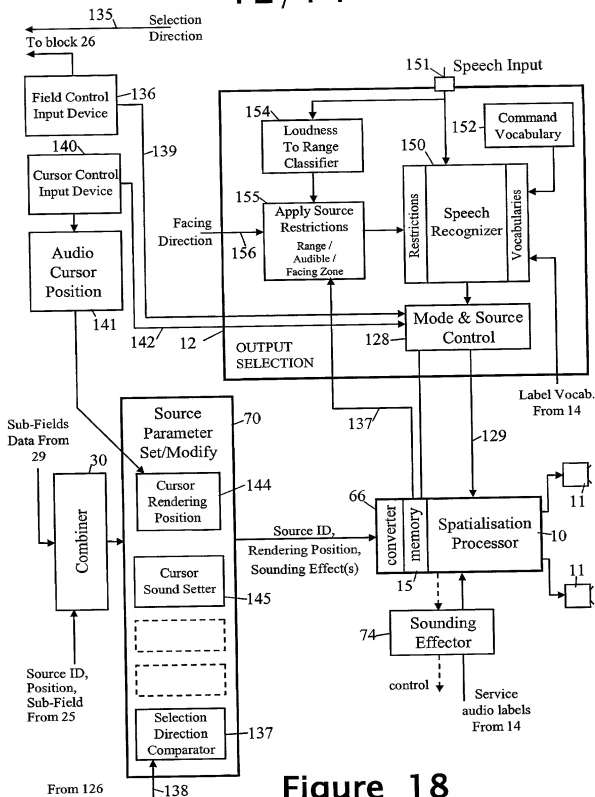 135
Selection
Direction
To block 26
Field Control
Input Device
136
140
139
Cursor Control
Input Device
Audio
Cursor
Position
141
142
151
Speech Input
154
Loudness
To Range
Classifier
152
Command
Vocabulary
150
155
Facing
Direction
156
Apply Source
Restrictions
Range /
Audible /
Facing Zone
Restrictions
Speech
Recognizer
Vocabularies
12
128
Mode & Source
Control
OUTPUT
SELECTION
Label Vocab.
From 14
137
129
Sub-Fields
Data From
29
30
Combiner
Source
Parameter
Set/Modify
70
Cursor
Rendering
Position
144
Cursor
Sound Setter
145
Selection
Direction
Comparator
137
138
Source ID,
Position,
Sub-Field
From 25
From 126
Source ID,
Rendering Position,
Sounding Effect(s)
66
converter
memory
15
Spatialisation
Processor
10
11
11
74
Sounding
Effector
control
Service
audio labels
From 14
Figure 18